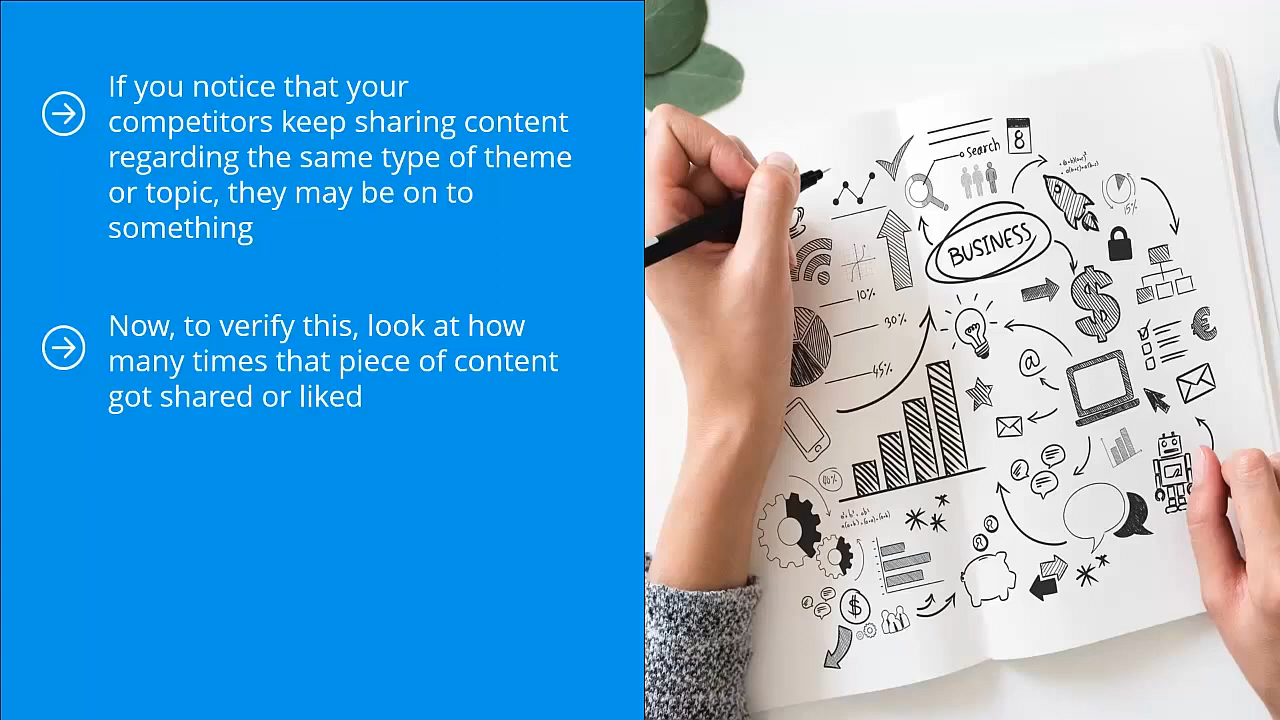 If you notice that your
competitors keep sharing content
regarding the same type of theme
or topic, they may be on to
something
Now, to verify this, look at how
many times that piece of content
got shared or liked
search
8
BUSINESS
15%
10%
30%
45%
$
€
@
$